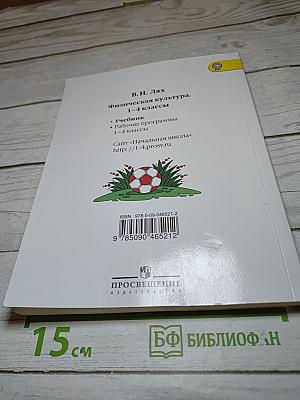 В. И. Лях
Физическая культура.
1–4 классы
• Учебник
• Рабочие программы.
1–4 классы
Сайт «Начальная школа»
http://1-4.prosv.ru
ISBN 978-5-09-046521-2
9 785090 465212
ПРОСВЕЩЕНИЕ
ИЗДАТЕЛЬСТВО
15 см
БФ БИБЛИОФ